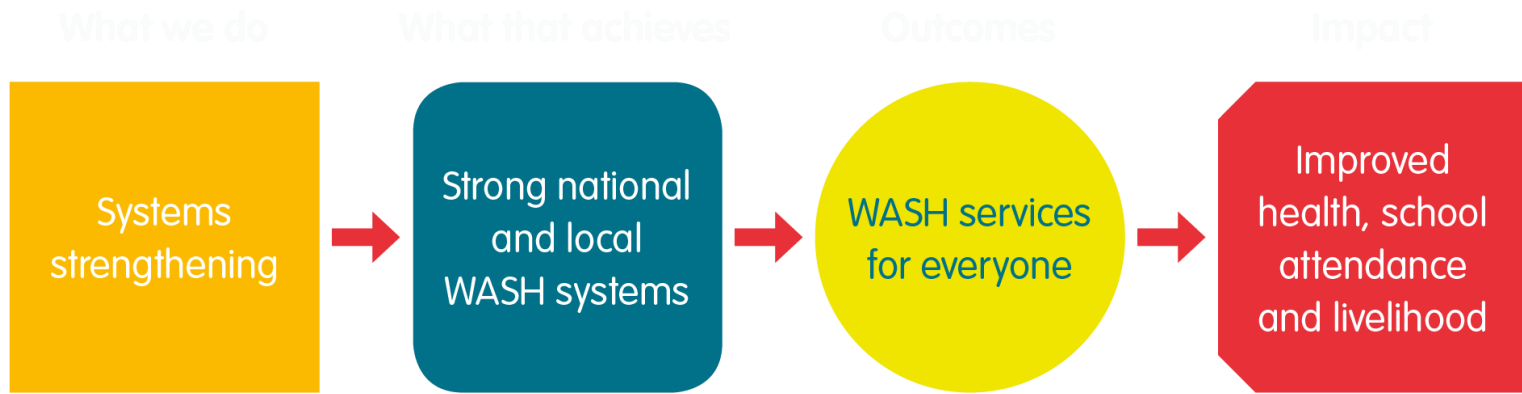 What we do
What that achieves
Outcomes
Impact
Systems
strengthening
Strong national
and local
WASH systems
WASH services
for everyone
Improved
health, school
attendance
and livelihood